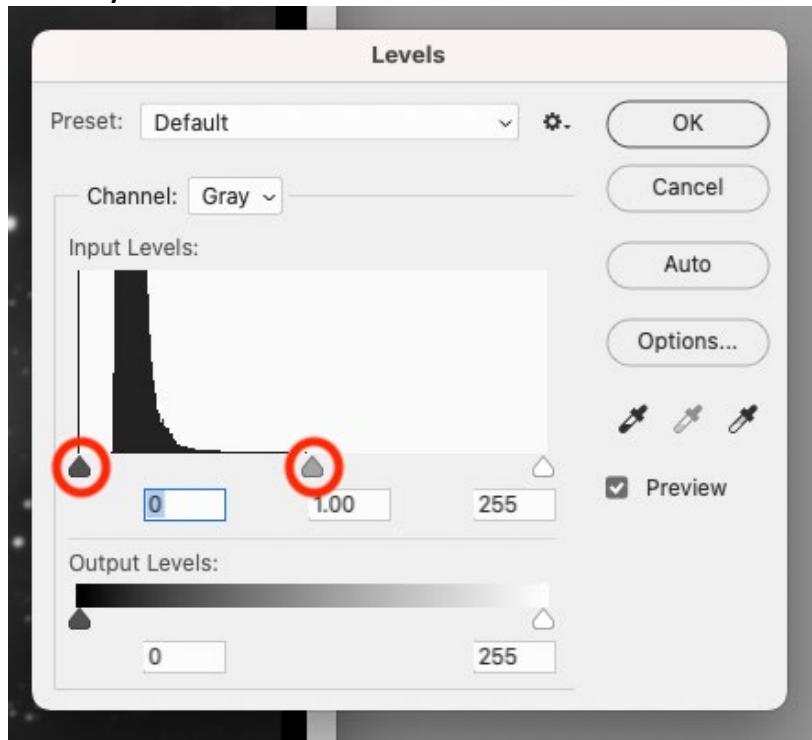 Levels
Preset: Default
OK
Channel: Gray
Cancel
Input Levels:
Auto
Options...
Preview
0 1.00 255
Output Levels:
0 255